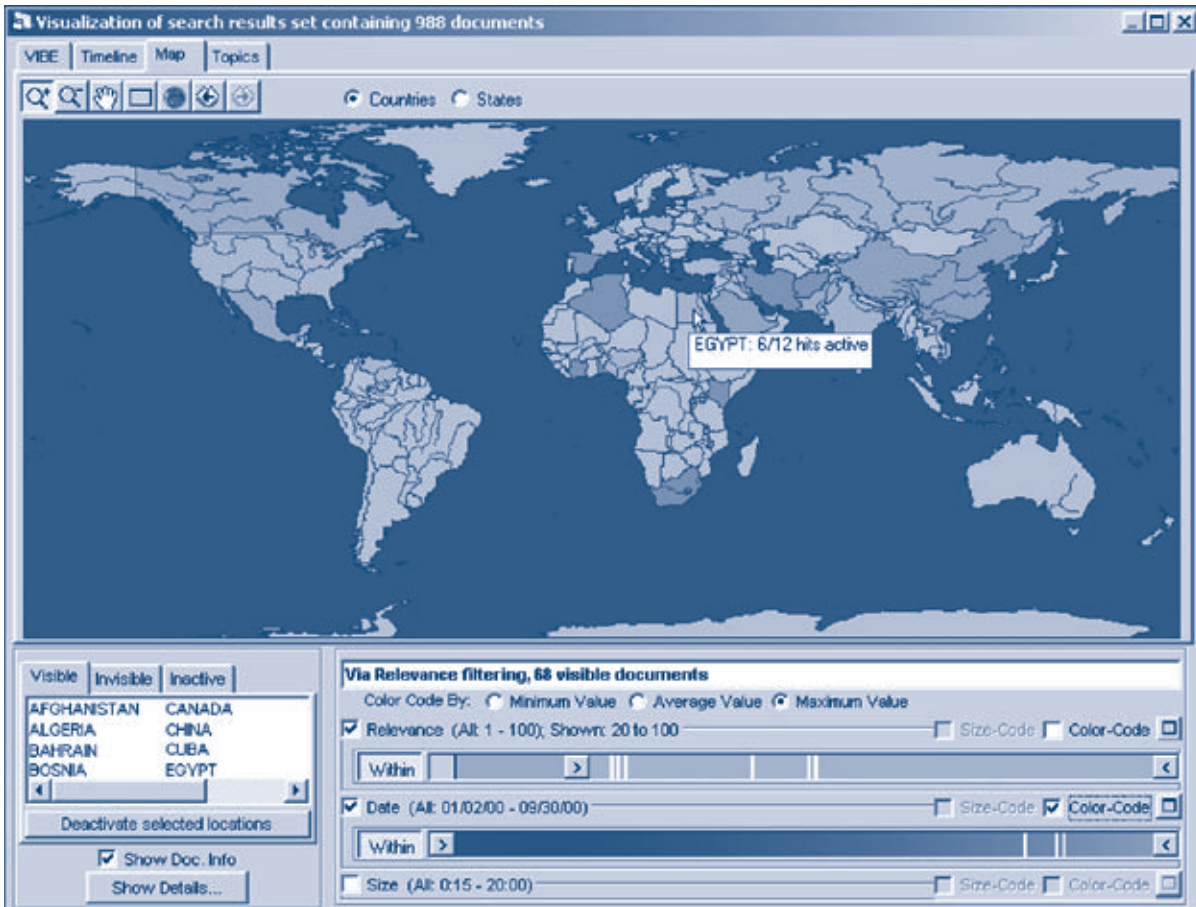 Visualization of search results set containing 988 documents
VIBE Timeline Map Topics
Countries States
EGYPT: 6/12 hits active
Visible Invisible Inactive
AFGHANISTAN CANADA
ALGERIA CHINA
BAHRAIN CUBA
BOSNIA EGYPT
Deactivate selected locations
Show Doc. Info
Show Details...
Via Relevance filtering, 68 visible documents
Color Code By: Minimum Value Average Value Maximum Value
Relevance (All: 1 - 100); Shown: 20 to 100 Size-Code Color-Code
Within
Date (All: 01/02/00 - 09/30/00) Size-Code Color-Code
Within
Size (All: 0:15 - 20:00) Size-Code Color-Code